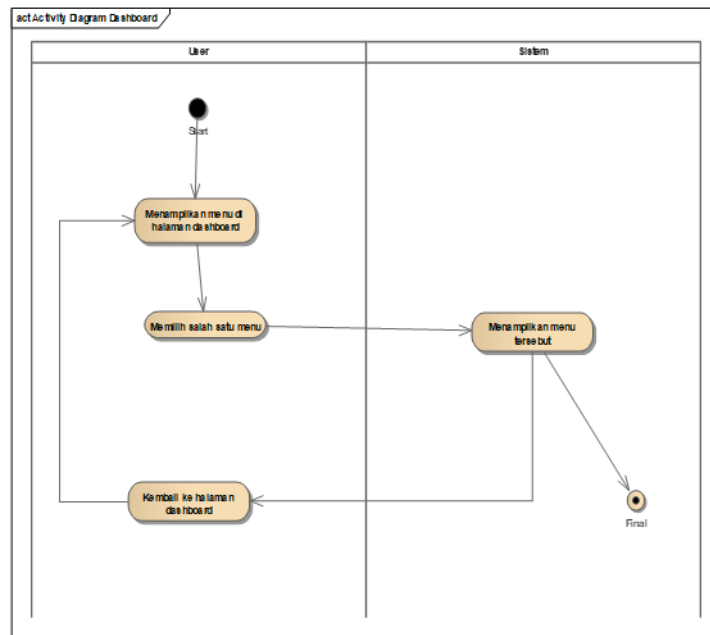 act Activity Diagram Dashboard
User
Sistem
Start
Menampilkan menu di
halaman dashboard
Memilih salah satu menu
Menampilkan menu
tersebut
Kembali ke halaman
dashboard
Final